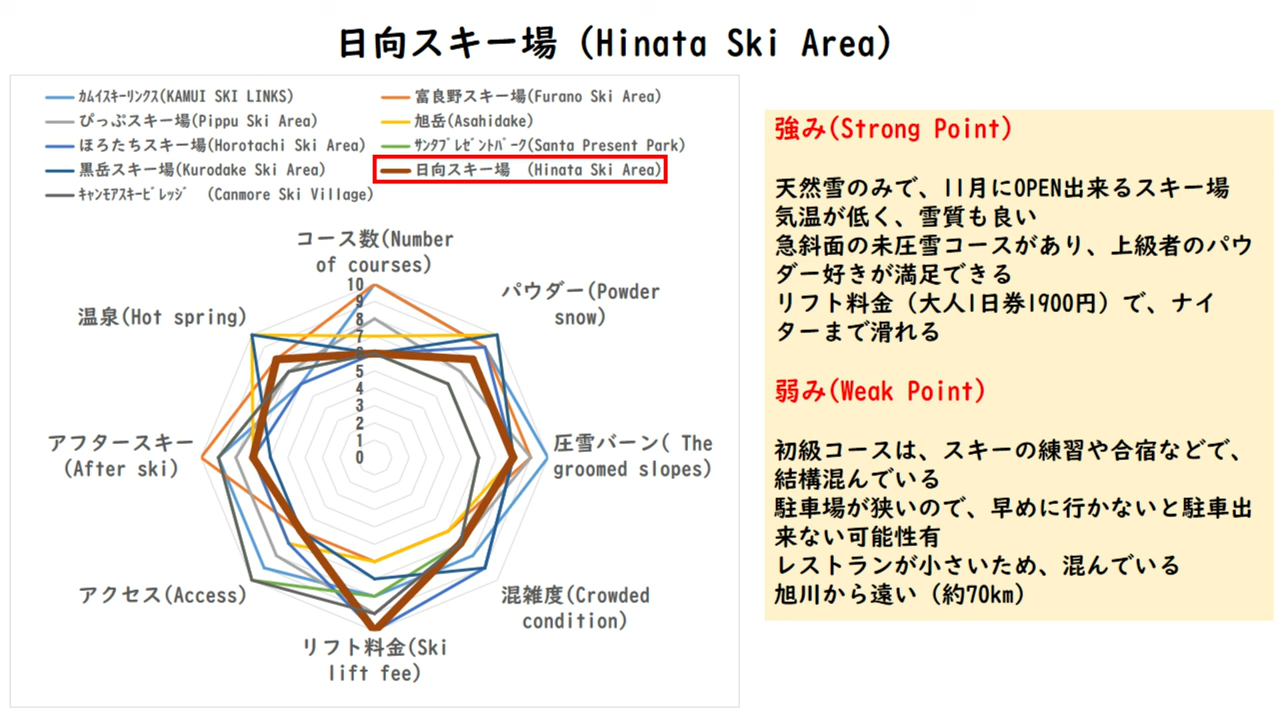 日向スキー場 (Hinata Ski Area)
ｶﾑｲｽｷｰﾘﾝｸｽ(KAMUI SKI LINKS)
富良野スキー場(Furano Ski Area)
ぴっぷスキー場(Pippu Ski Area)
旭岳(Asahidake)
ほろたちスキー場(Horotachi Ski Area)
ｻﾝﾀﾌﾟﾚｾﾞﾝﾄﾊﾟｰｸ(Santa Present Park)
黒岳スキー場(Kurodake Ski Area)
日向スキー場 (Hinata Ski Area)
ｷｬﾝﾓｱｽｷｰﾋﾞﾚｯｼﾞ (Canmore Ski Village)
コース数(Number
of courses)
パウダー(Powder
snow)
圧雪バーン( The
groomed slopes)
混雑度(Crowded
condition)
リフト料金(Ski
lift fee)
アクセス(Access)
アフタースキー
(After ski)
温泉(Hot spring)
10
9
8
7
6
5
4
3
2
1
0
強み(Strong Point)
天然雪のみで、11月にOPEN出来るスキー場
気温が低く、雪質も良い
急斜面の未圧雪コースがあり、上級者のパウ
ダー好きが満足できる
リフト料金（大人1日券1900円）で、ナイ
ターまで滑れる
弱み(Weak Point)
初級コースは、スキーの練習や合宿などで、
結構混んでいる
駐車場が狭いので、早めに行かないと駐車出
来ない可能性有
レストランが小さいため、混んでいる
旭川から遠い（約70km）